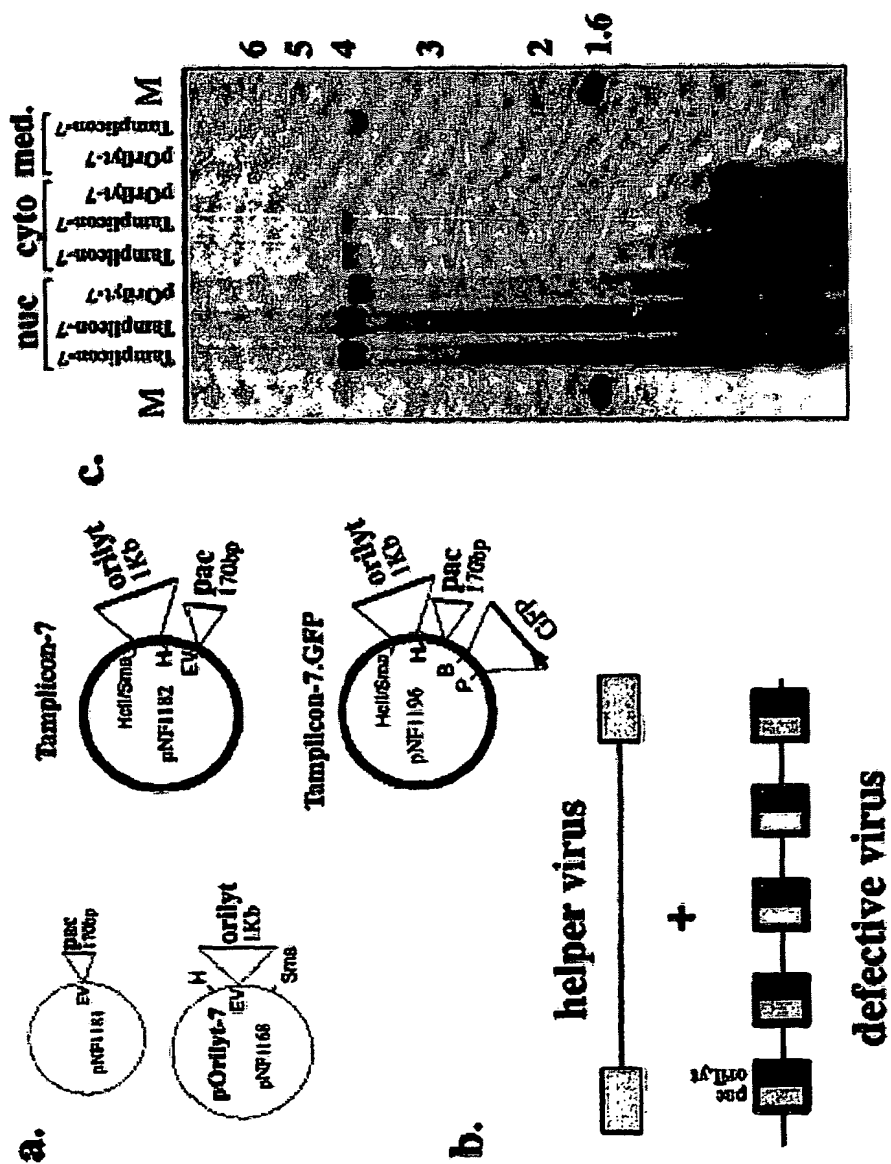 a.
pac
170bp
EV
pNF1181
H
pOrilyt-7
EV
orilyt
1Kb
pNF1168
Sma
Tamplicon-7
orilyt
1Kb
HcII/Sma
pNF1182
H
EV
pac
170bp
Tamplicon-7.GFP
orilyt
1Kb
HcII/Sma
pNF1196
H
B
P
pac
170bp
GFP
b.
helper virus
+
pac
oriLyt
defective virus
c.
nuc cyto med.
M
Tamplicon-7
Tamplicon-7
pOrilyt-7
Tamplicon-7
Tamplicon-7
pOrilyt-7
pOrilyt-7
Tamplicon-7
M
6
5
4
3
2
1.6